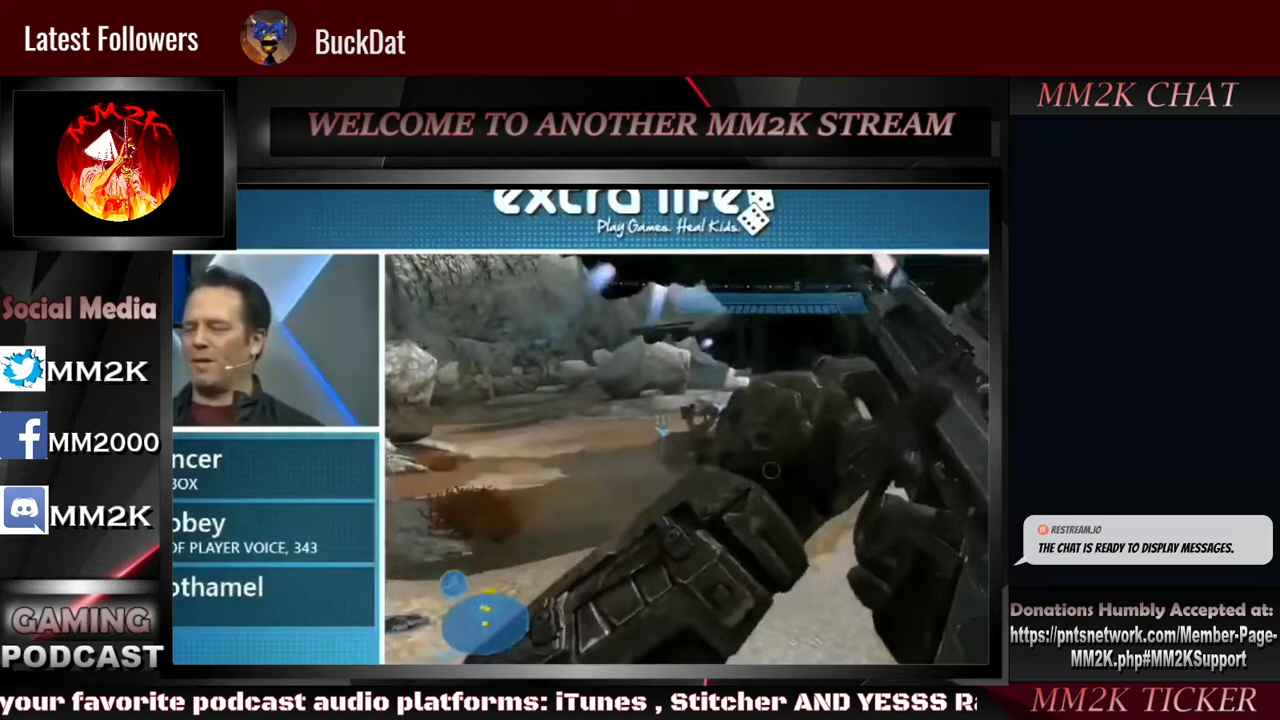 Latest Followers
BuckDat
MM2K
WELCOME TO ANOTHER MM2K STREAM
MM2K CHAT
extra life
Play Games. Heal Kids.
Social Media
MM2K
MM2000
MM2K
GAMING
PODCAST
ncer
BOX
obey
OF PLAYER VOICE, 343
othamel
S
RESTREAM.IO
THE CHAT IS READY TO DISPLAY MESSAGES.
Donations Humbly Accepted at:
https://pntsnetwork.com/Member-Page-
MM2K.php#MM2KSupport
your favorite podcast audio platforms: iTunes , Stitcher AND YESSS Ra
MM2K TICKER